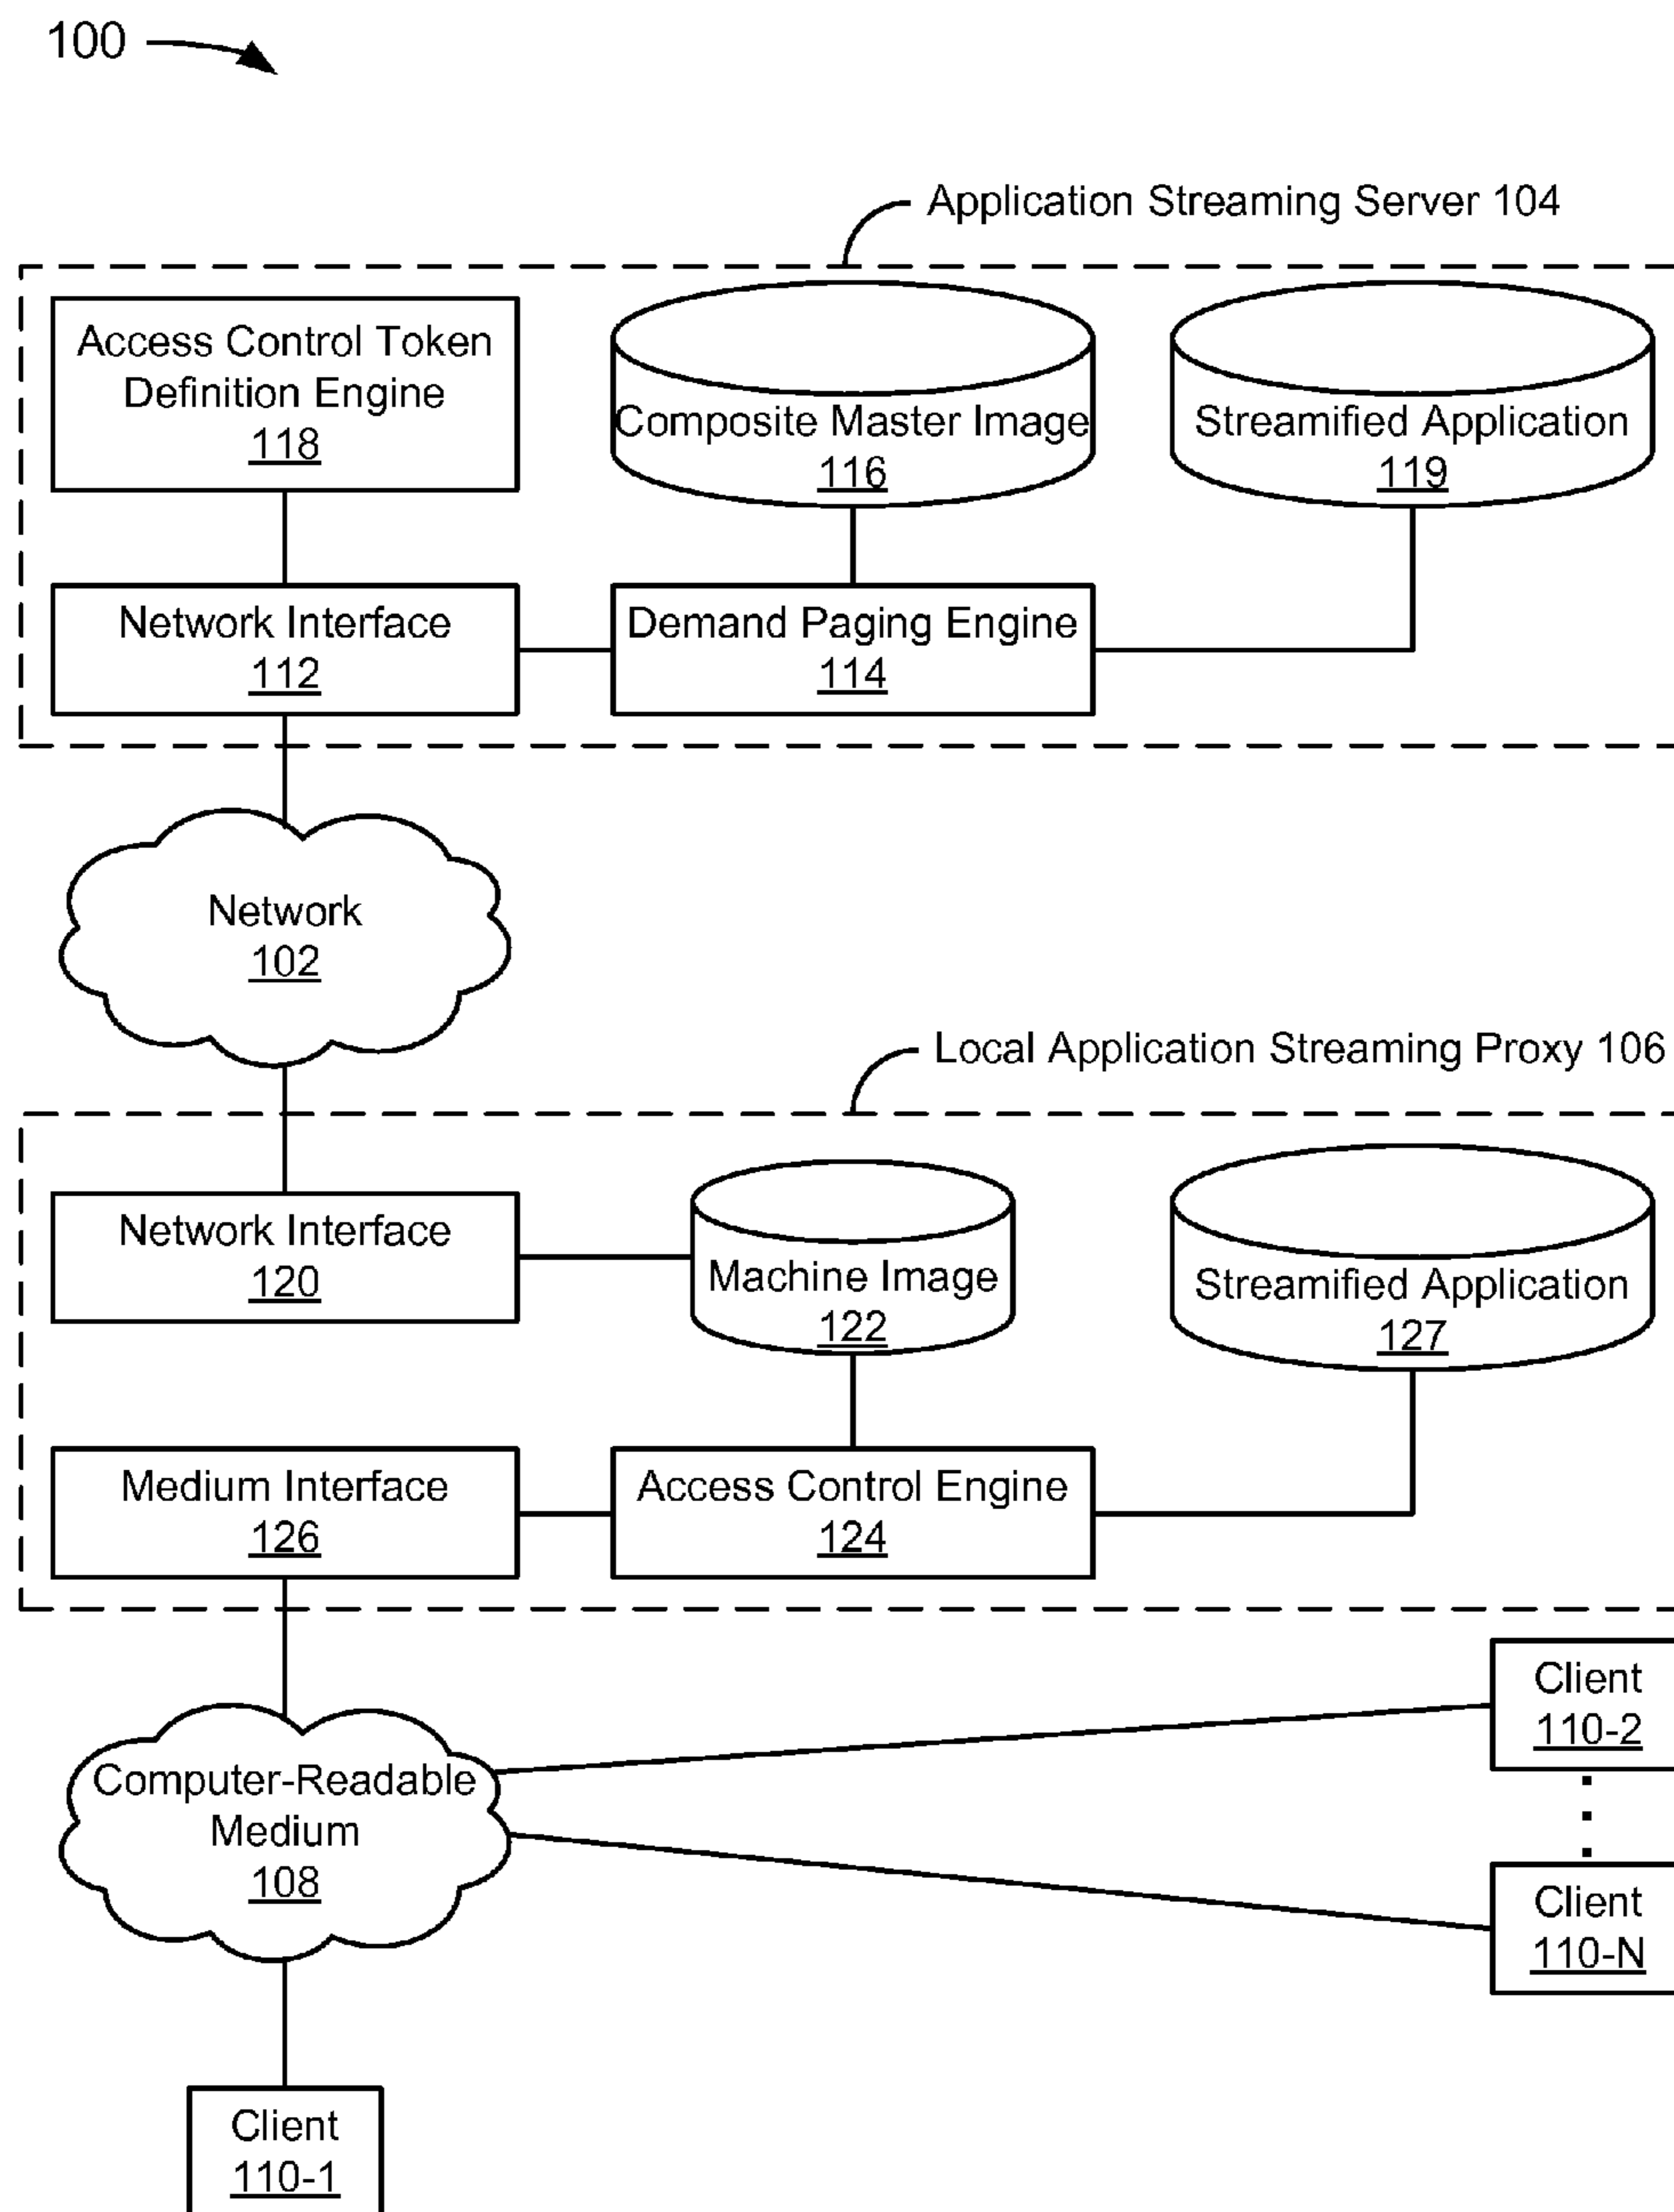 100
Application Streaming Server 104
Access Control Token
Definition Engine
118
Composite Master Image
116
Streamified Application
119
Network Interface
112
Demand Paging Engine
114
Network
102
Local Application Streaming Proxy 106
Network Interface
120
Machine Image
122
Streamified Application
127
Medium Interface
126
Access Control Engine
124
Client
110-2
Computer-Readable
Medium
108
Client
110-N
Client
110-1